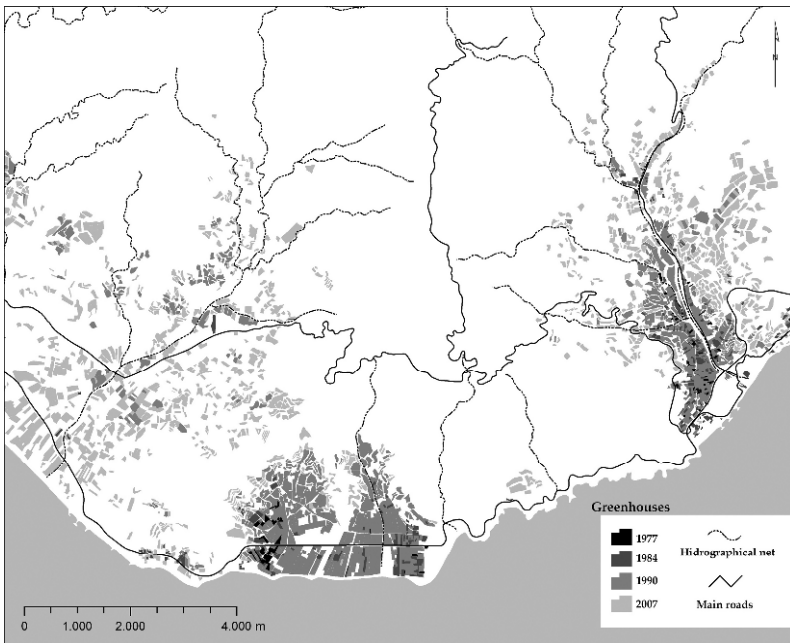 N
Greenhouses
1977
1984
1990
2007
Hidrographical net
Main roads
0 1.000 2.000 4.000 m